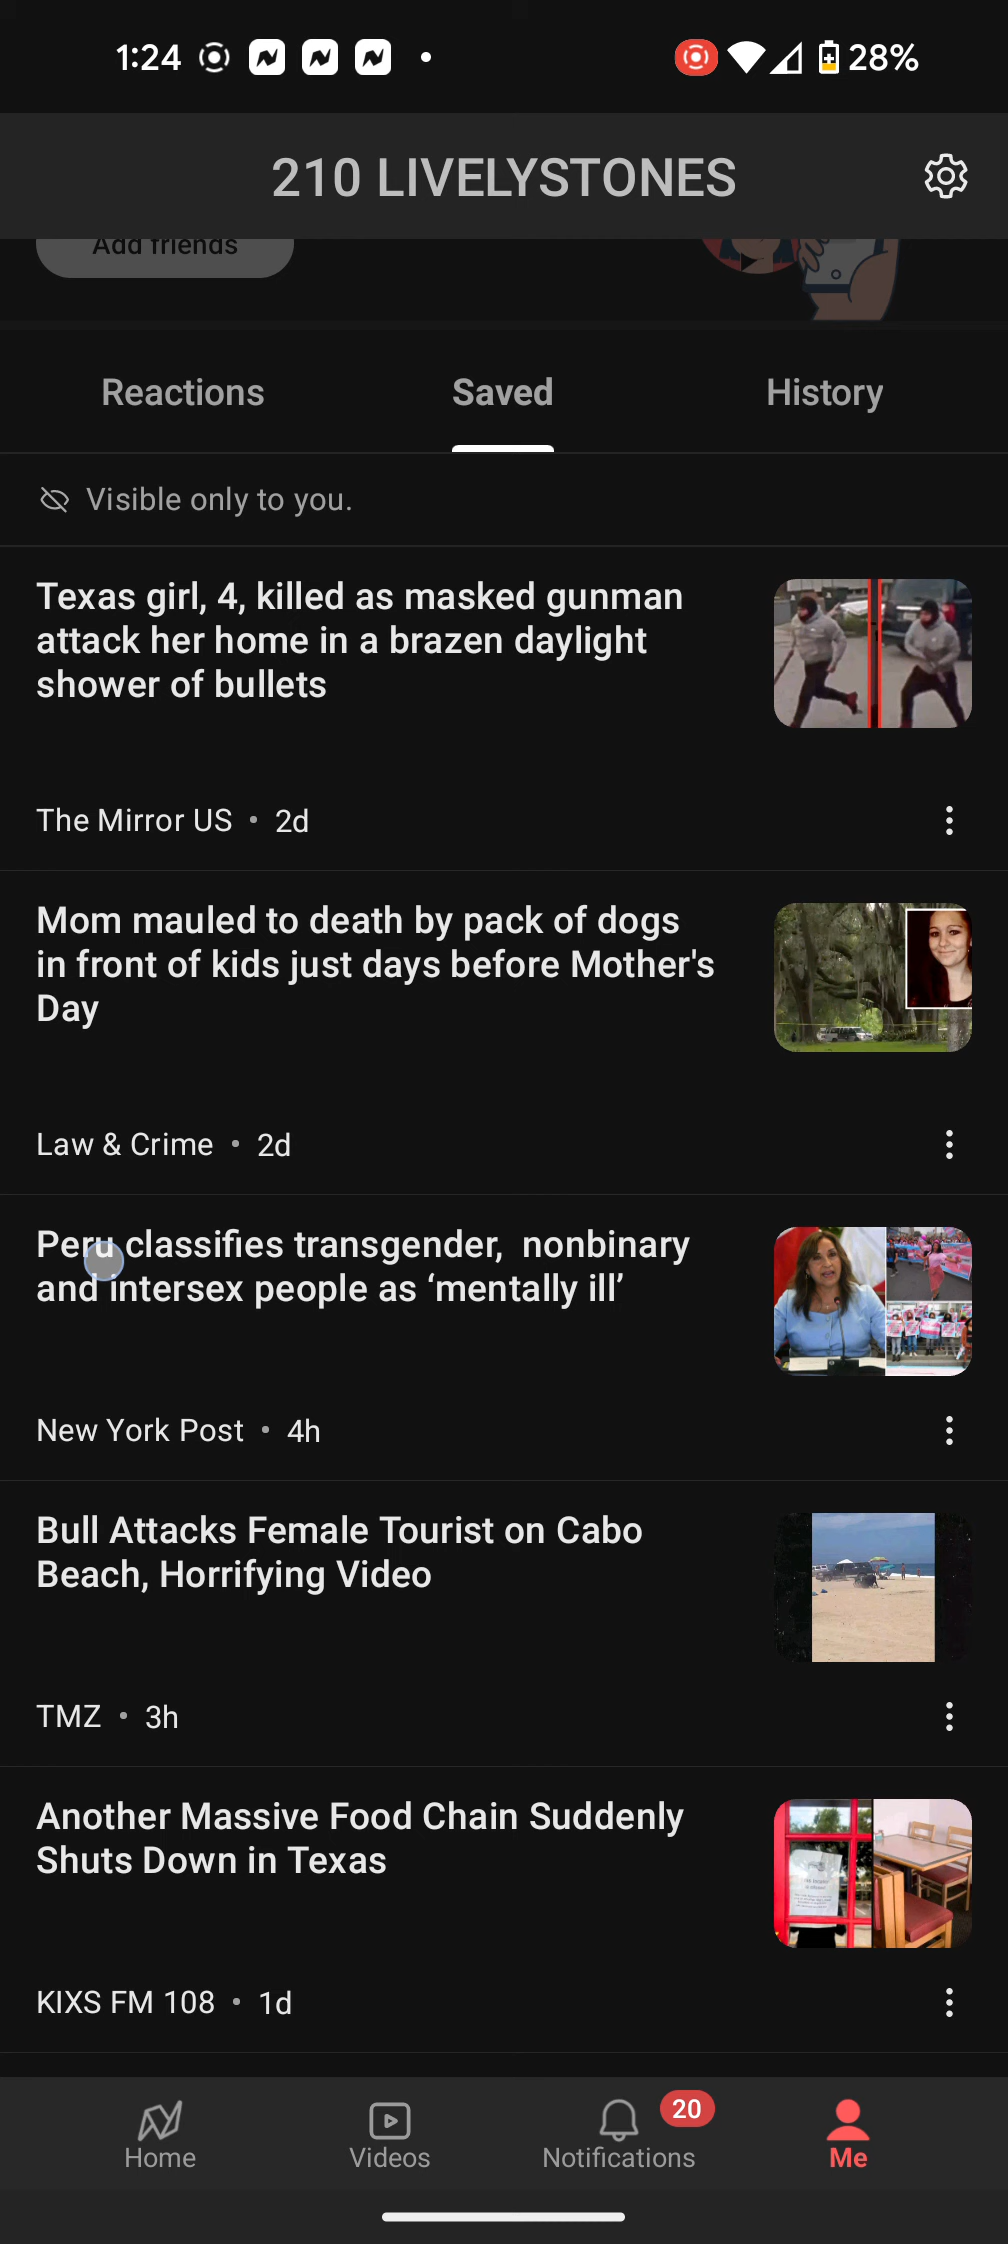 1:24
28%
210 LIVELYSTONES
Add friends
Reactions
Saved
History
Visible only to you.
Texas girl, 4, killed as masked gunman
attack her home in a brazen daylight
shower of bullets
The Mirror US • 2d
Mom mauled to death by pack of dogs
in front of kids just days before Mother's
Day
Law & Crime • 2d
Peru classifies transgender,  nonbinary
and intersex people as ‘mentally ill’
New York Post • 4h
Bull Attacks Female Tourist on Cabo
Beach, Horrifying Video
TMZ • 3h
Another Massive Food Chain Suddenly
Shuts Down in Texas
KIXS FM 108 • 1d
20
Home
Videos
Notifications
Me